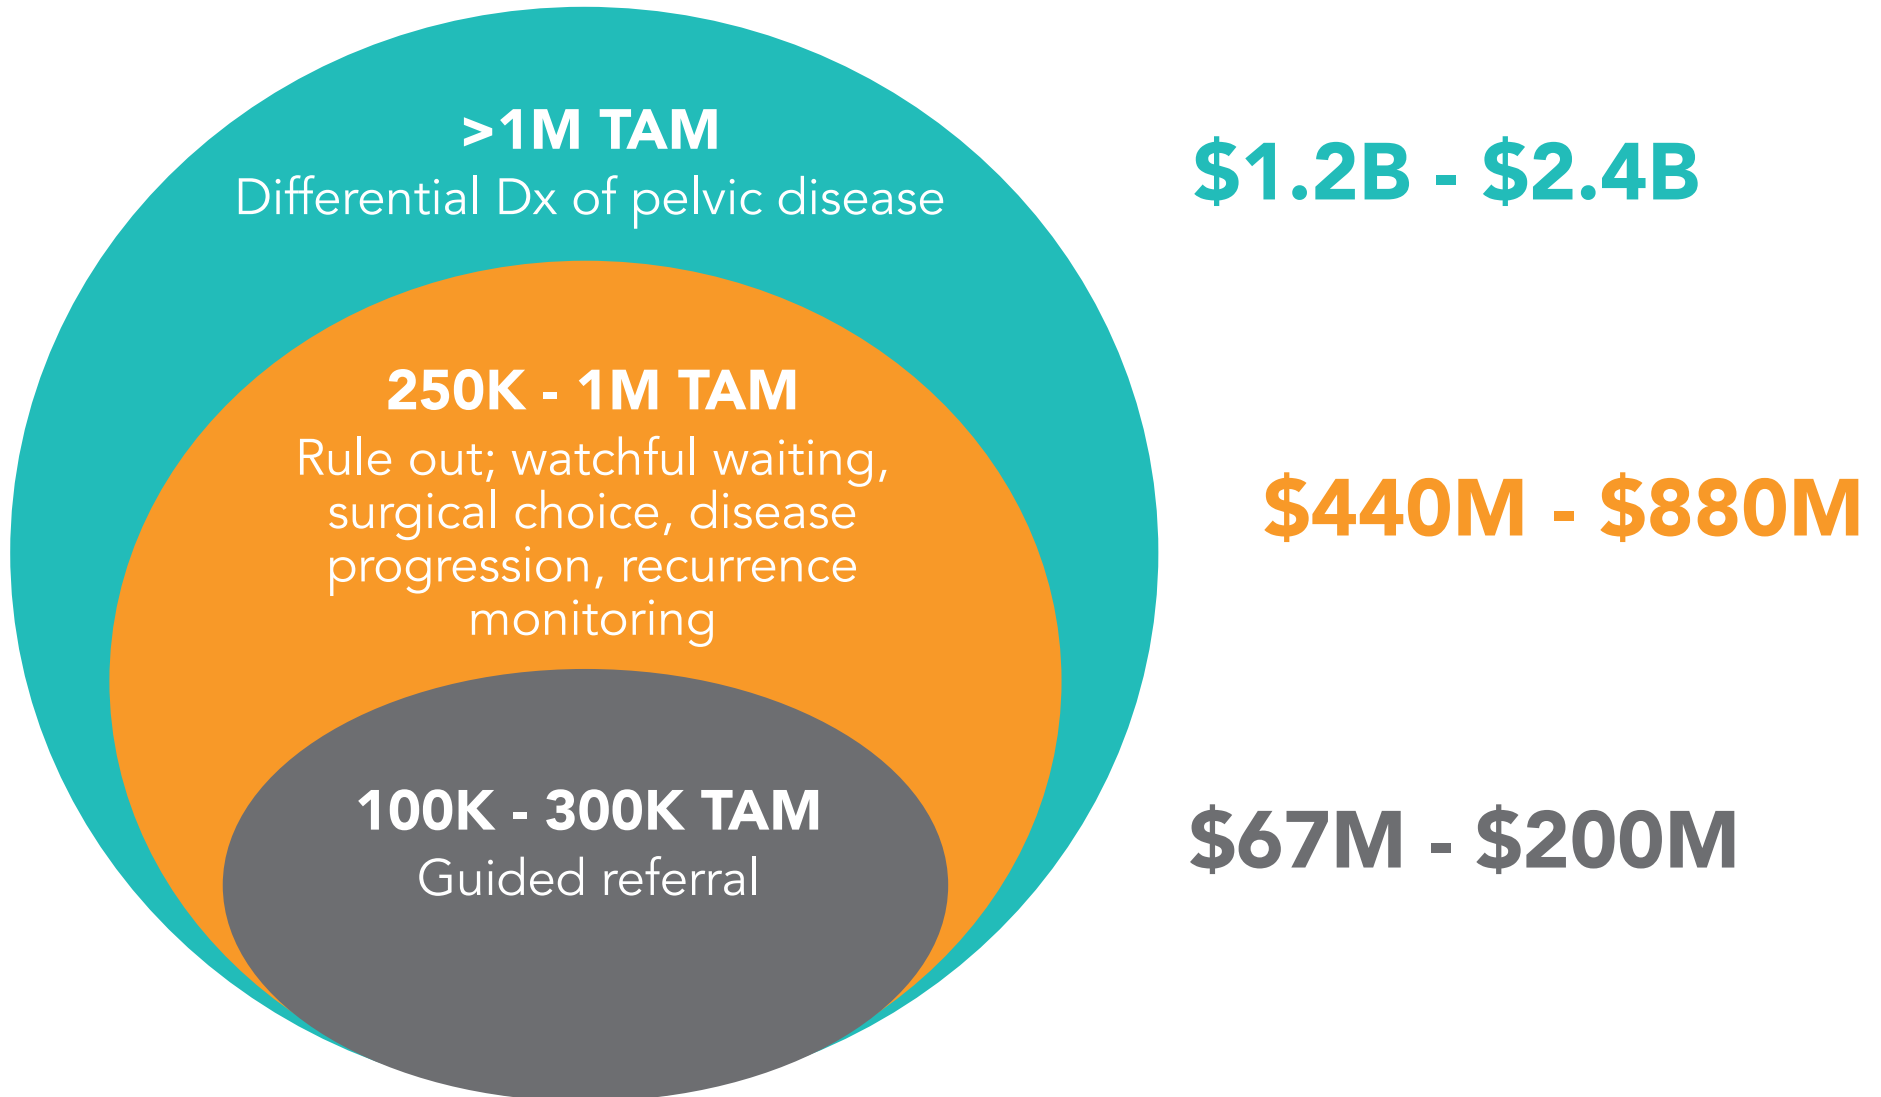 >1M TAM
Differential Dx of pelvic disease
$1.2B - $2.4B
250K - 1M TAM
Rule out; watchful waiting,
surgical choice, disease
progression, recurrence
monitoring
$440M - $880M
100K - 300K TAM
Guided referral
$67M - $200M